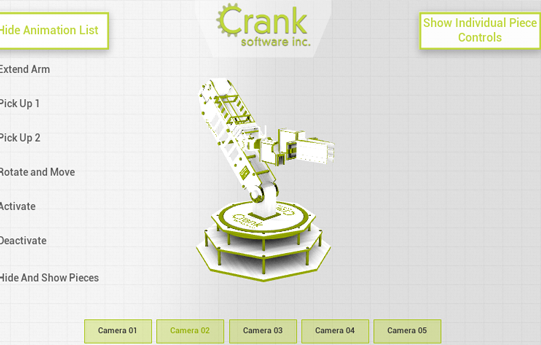 Crank
software inc.
Hide Animation List
Show Individual Piece
Controls
Extend Arm
Pick Up 1
Pick Up 2
Rotate and Move
Activate
Deactivate
Hide And Show Pieces
Crank
Camera 01
Camera 02
Camera 03
Camera 04
Camera 05